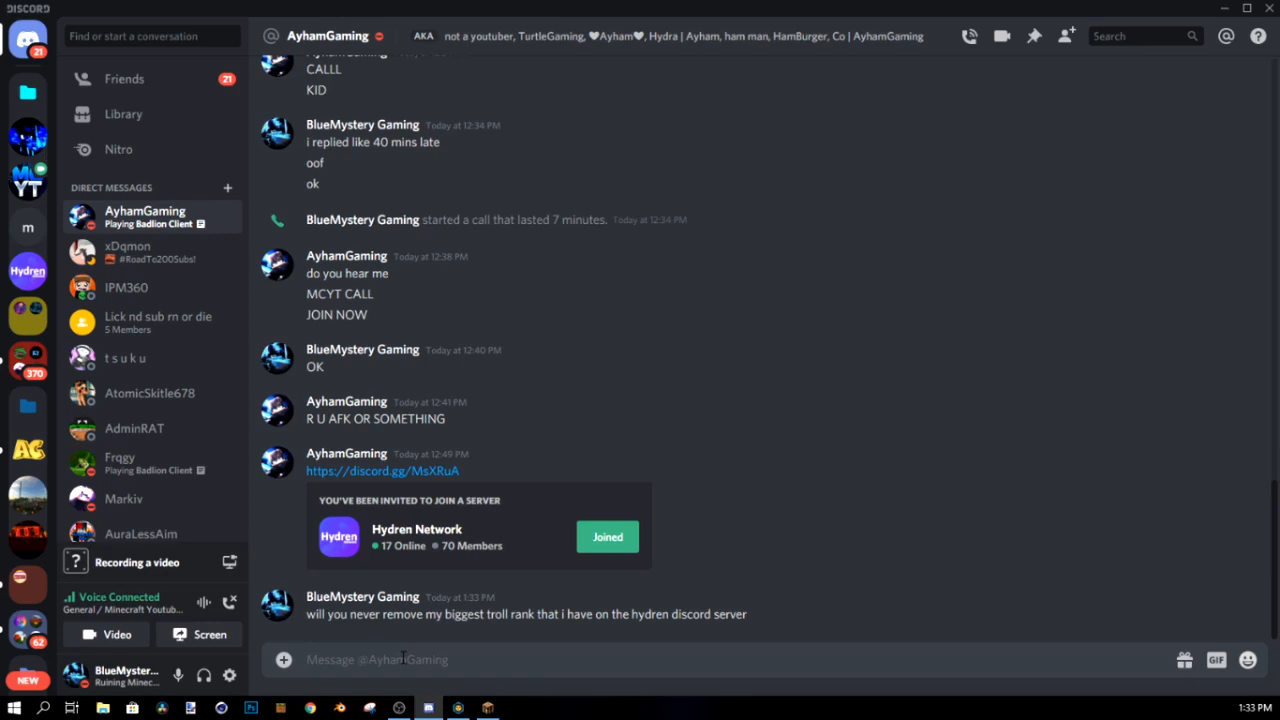 DISCORD
21
Find or start a conversation
AyhamGaming
AKA
not a youtuber, TurtleGaming, ♥Ayham♥, Hydra | Ayham, ham man, HamBurger, Co | AyhamGaming
Search
Friends
21
Library
Nitro
DIRECT MESSAGES
AyhamGaming
Playing Badlion Client
xDqmon
#RoadTo200Subs!
IPM360
Lick nd sub rn or die
5 Members
t s u k u
AtomicSkitle678
AdminRAT
Frqgy
Playing Badlion Client
Markiv
AuraLessAim
Recording a video
Voice Connected
General / Minecraft Youtub...
Video
Screen
BlueMyster...
Ruining Minec...
YT
m
Hydren
370
AC
62
NEW
CALLL
KID
BlueMystery Gaming Today at 12:34 PM
i replied like 40 mins late
oof
ok
BlueMystery Gaming started a call that lasted 7 minutes. Today at 12:34 PM
AyhamGaming Today at 12:38 PM
do you hear me
MCYT CALL
JOIN NOW
BlueMystery Gaming Today at 12:40 PM
OK
AyhamGaming Today at 12:41 PM
R U AFK OR SOMETHING
AyhamGaming Today at 12:49 PM
https://discord.gg/MsXRuA
YOU'VE BEEN INVITED TO JOIN A SERVER
Hydren
Hydren Network
17 Online 70 Members
Joined
BlueMystery Gaming Today at 1:33 PM
will you never remove my biggest troll rank that i have on the hydren discord server
Message @AyhamGaming
GIF
1:33 PM